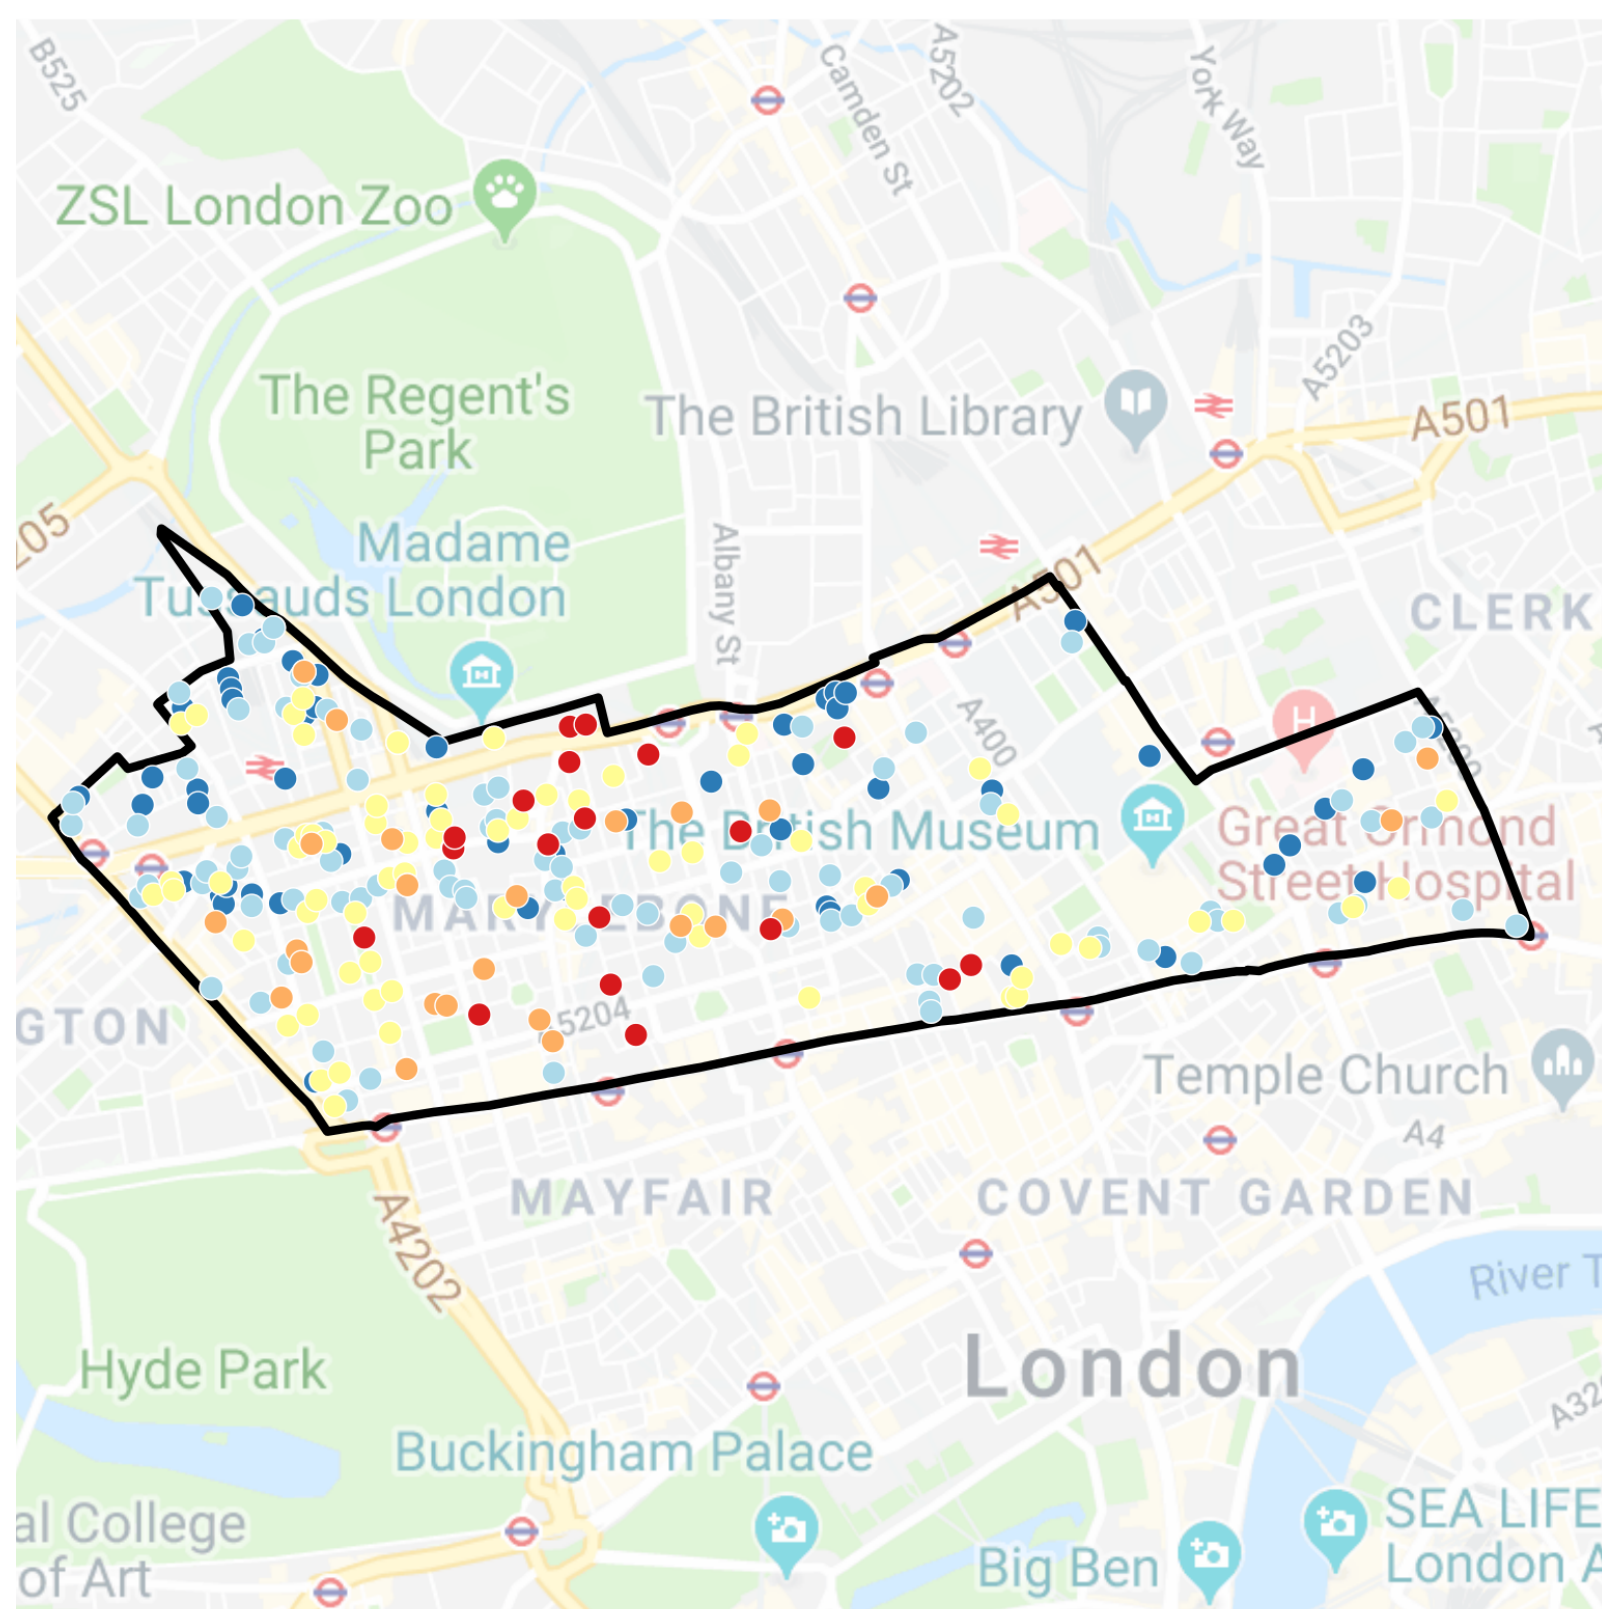 B525
Camden St
A5202
York Way
ZSL London Zoo
A5203
The Regent's
Park
The British Library
A501
205
Madame
Tussauds London
Albany St
A501
CLERK
A400
The British Museum
Great Ormond
Street Hospital
MARYLEBONE
5204
GTON
Temple Church
A4
MAYFAIR
COVENT GARDEN
A4202
River T
Hyde Park
London
A32
Buckingham Palace
al College
of Art
SEA LIFE
London A
Big Ben